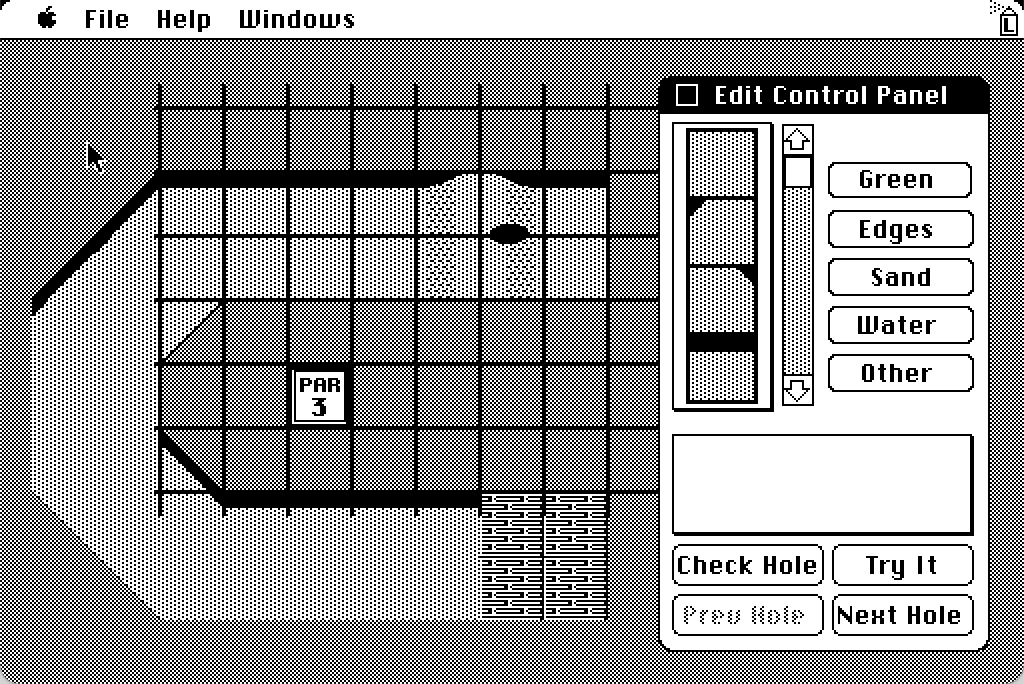 File Help Windows
L
Edit Control Panel
Green
Edges
Sand
Water
Other
PAR
3
Check Hole Try It
Prev Hole Next Hole